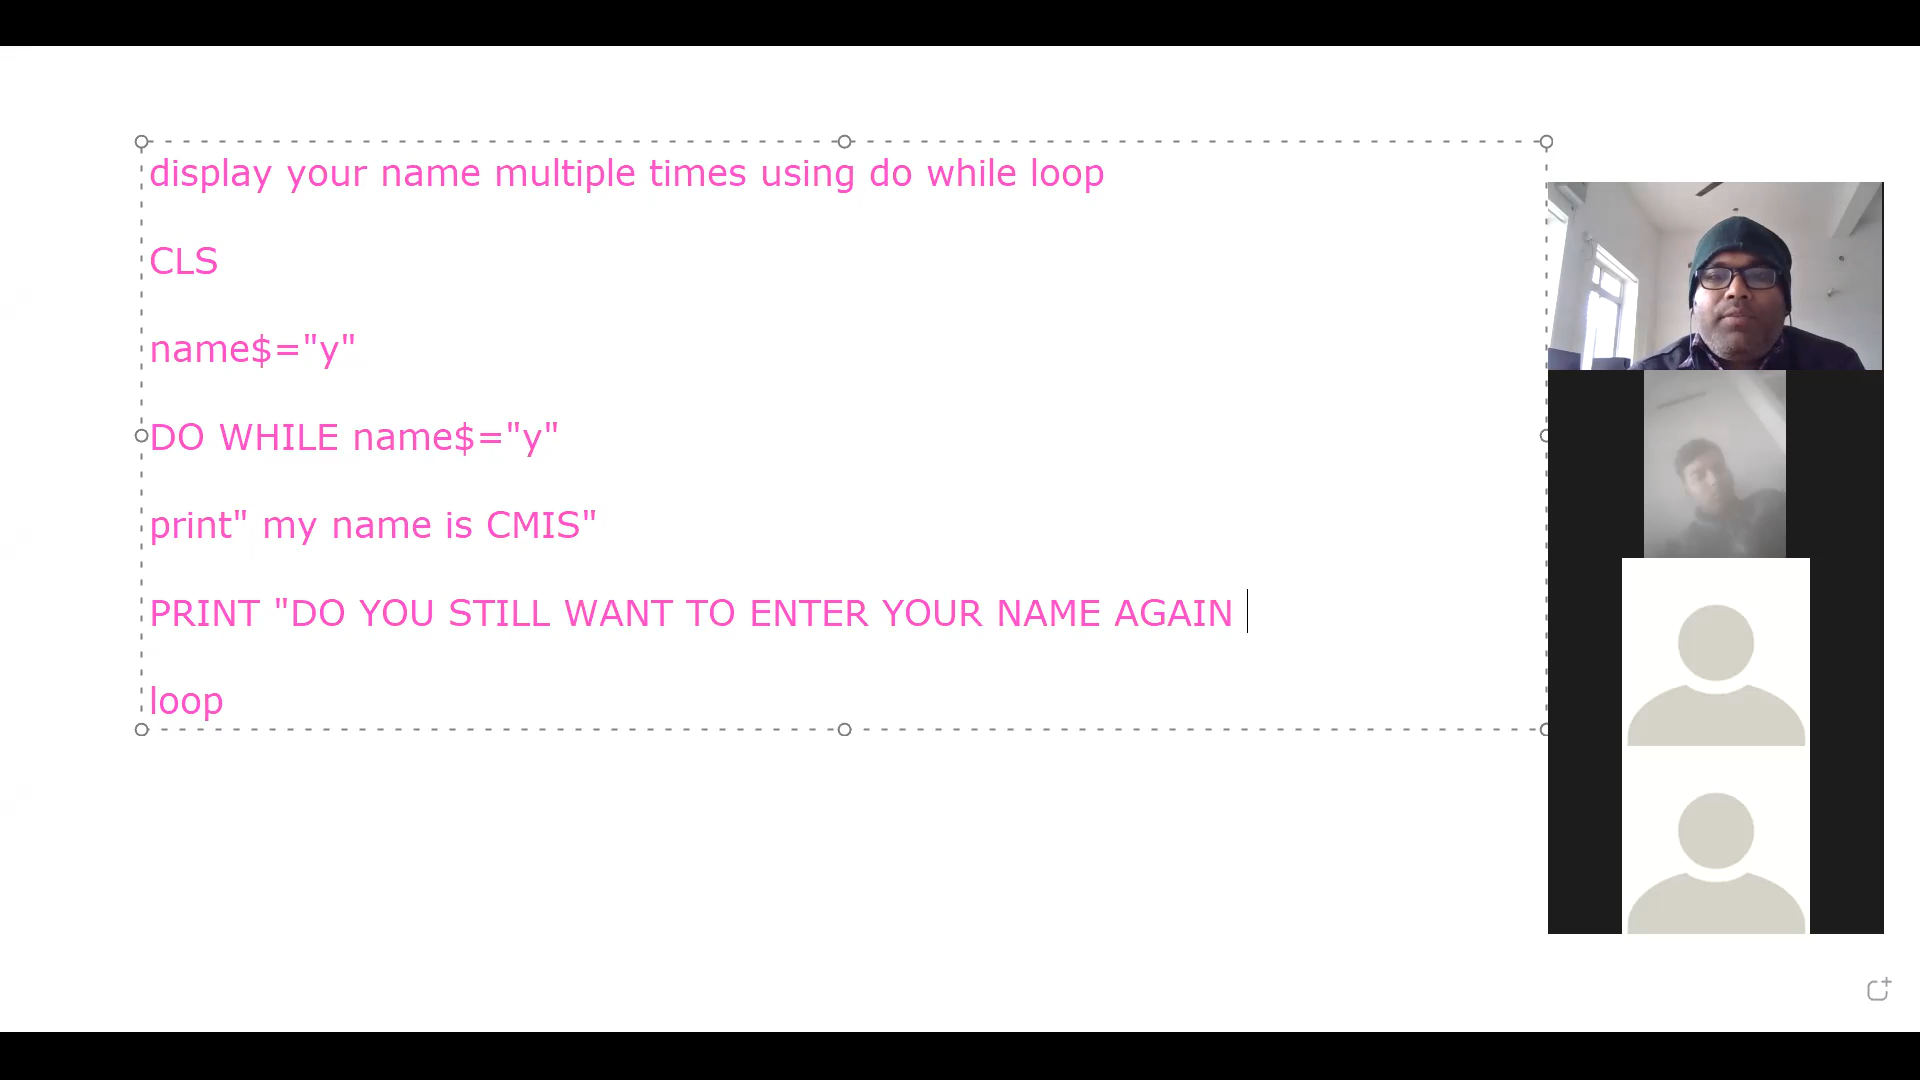 display your name multiple times using do while loop
CLS
name$="y"
DO WHILE name$="y"
print" my name is CMIS"
PRINT "DO YOU STILL WANT TO ENTER YOUR NAME AGAIN
loop